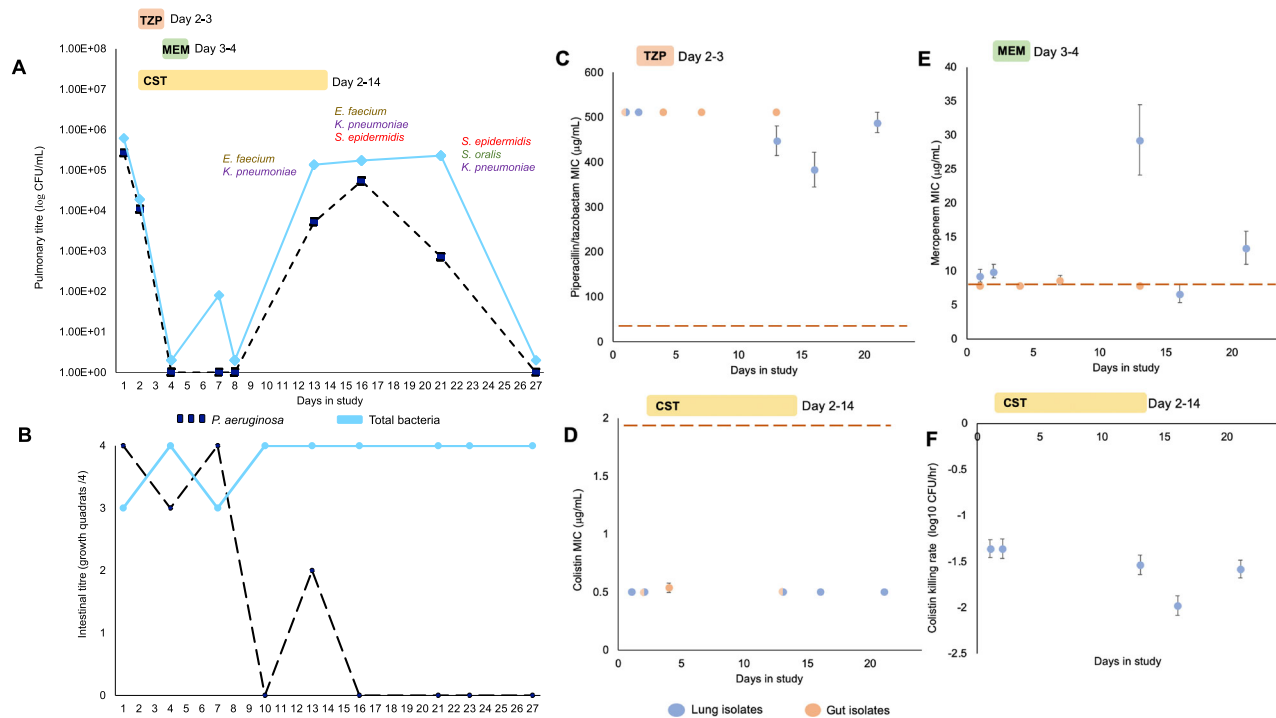 TZP Day 2-3
MEM Day 3-4
A
CST Day 2-14
1.00E+08
1.00E+07
1.00E+06
1.00E+05
1.00E+04
1.00E+03
1.00E+02
1.00E+01
1.00E+00
Pulmonary titre (log CFU/mL)
E. faecium
K. pneumoniae
E. faecium
K. pneumoniae
S. epidermidis
S. epidermidis
S. oralis
K. pneumoniae
1 2 3 4 5 6 7 8 9 10 11 12 13 14 15 16 17 18 19 20 21 22 23 24 25 26 27
Days in study
P. aeruginosa Total bacteria
B
4
3
2
1
0
Intestinal titre (growth quadrats /4)
1 2 3 4 5 6 7 8 9 10 11 12 13 14 15 16 17 18 19 20 21 22 23 24 25 26 27
Days in study
C
TZP Day 2-3
600
500
400
300
200
100
0
Piperacillin/tazobactam MIC (µg/mL)
0 5 10 15 20
Days in study
D
CST Day 2-14
2
1.5
1
0.5
0
Colistin MIC (µg/mL)
0 5 10 15 20
Days in study
E
MEM Day 3-4
40
35
30
25
20
15
10
5
0
Meropenem MIC (µg/mL)
0 5 10 15 20
Days in study
F
CST Day 2-14
0 5 10 15 20
0
-0.5
-1
-1.5
-2
-2.5
Colistin killing rate (log10 CFU/hr)
Days in study
Lung isolates Gut isolates